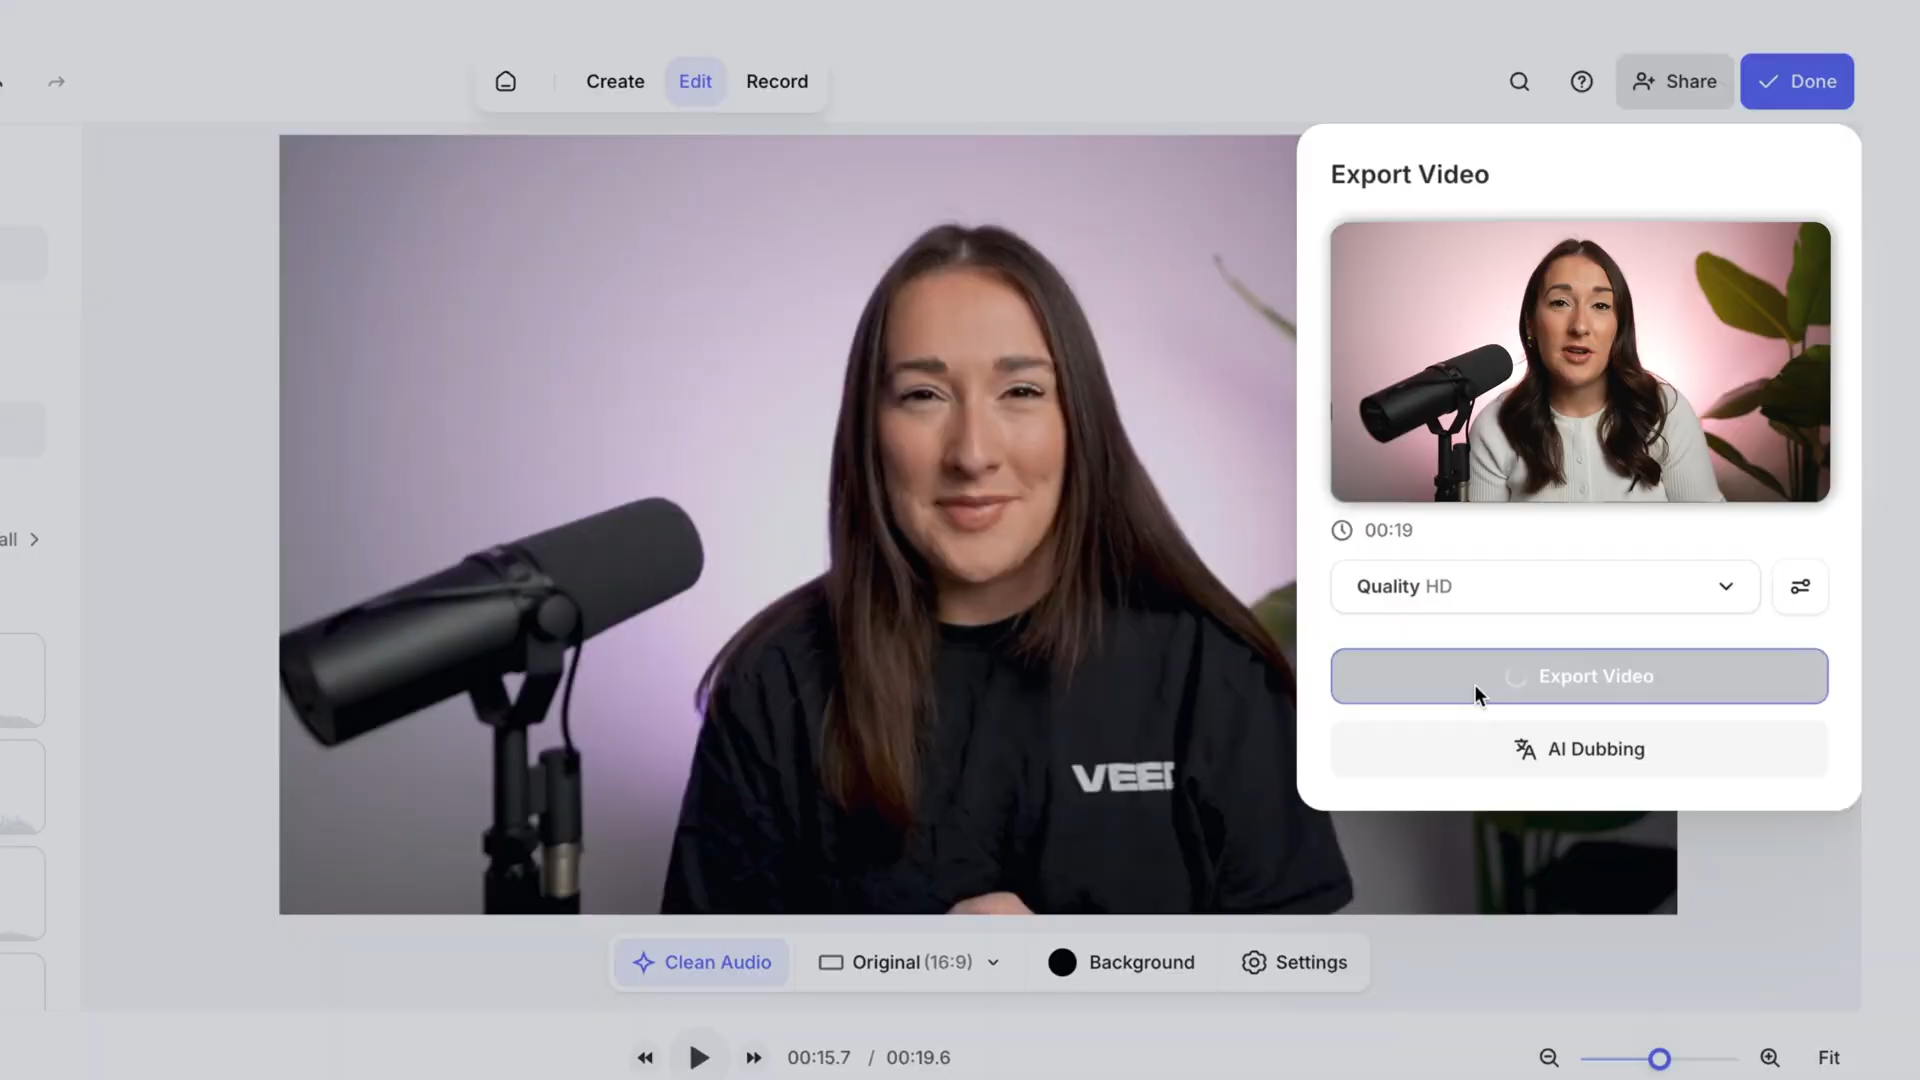 Create
Edit
Record
Share
Done
Export Video
00:19
Quality HD
Export Video
AI Dubbing
all
VEED
Clean Audio
Original (16:9)
Background
Settings
00:15.7 / 00:19.6
Fit